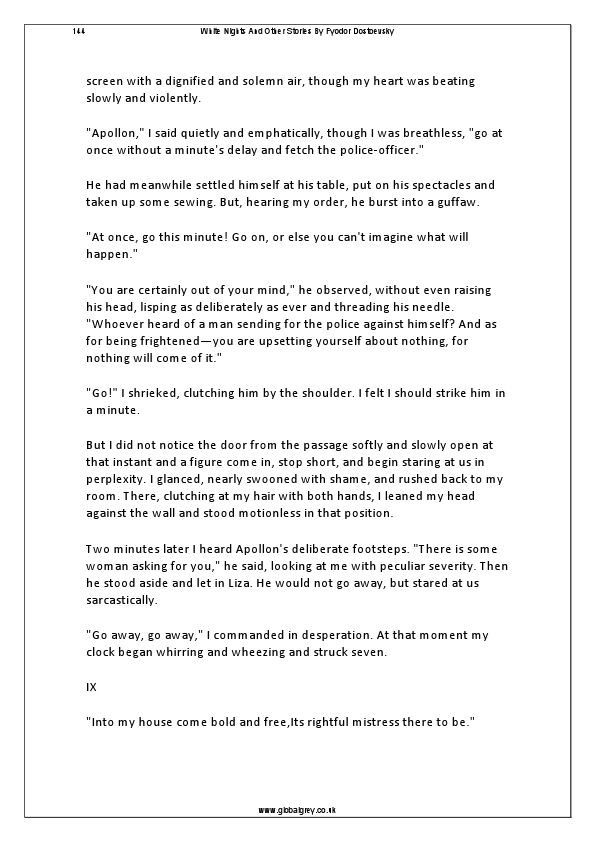 144 White Nights And Other Stories By Fyodor Dostoevsky
screen with a dignified and solemn air, though my heart was beating
slowly and violently.
"Apollon," I said quietly and emphatically, though I was breathless, "go at
once without a minute's delay and fetch the police-officer."
He had meanwhile settled himself at his table, put on his spectacles and
taken up some sewing. But, hearing my order, he burst into a guffaw.
"At once, go this minute! Go on, or else you can't imagine what will
happen."
"You are certainly out of your mind," he observed, without even raising
his head, lisping as deliberately as ever and threading his needle.
"Whoever heard of a man sending for the police against himself? And as
for being frightened—you are upsetting yourself about nothing, for
nothing will come of it."
"Go!" I shrieked, clutching him by the shoulder. I felt I should strike him in
a minute.
But I did not notice the door from the passage softly and slowly open at
that instant and a figure come in, stop short, and begin staring at us in
perplexity. I glanced, nearly swooned with shame, and rushed back to my
room. There, clutching at my hair with both hands, I leaned my head
against the wall and stood motionless in that position.
Two minutes later I heard Apollon's deliberate footsteps. "There is some
woman asking for you," he said, looking at me with peculiar severity. Then
he stood aside and let in Liza. He would not go away, but stared at us
sarcastically.
"Go away, go away," I commanded in desperation. At that moment my
clock began whirring and wheezing and struck seven.
IX
"Into my house come bold and free,Its rightful mistress there to be."
www.globalgrey.co.uk